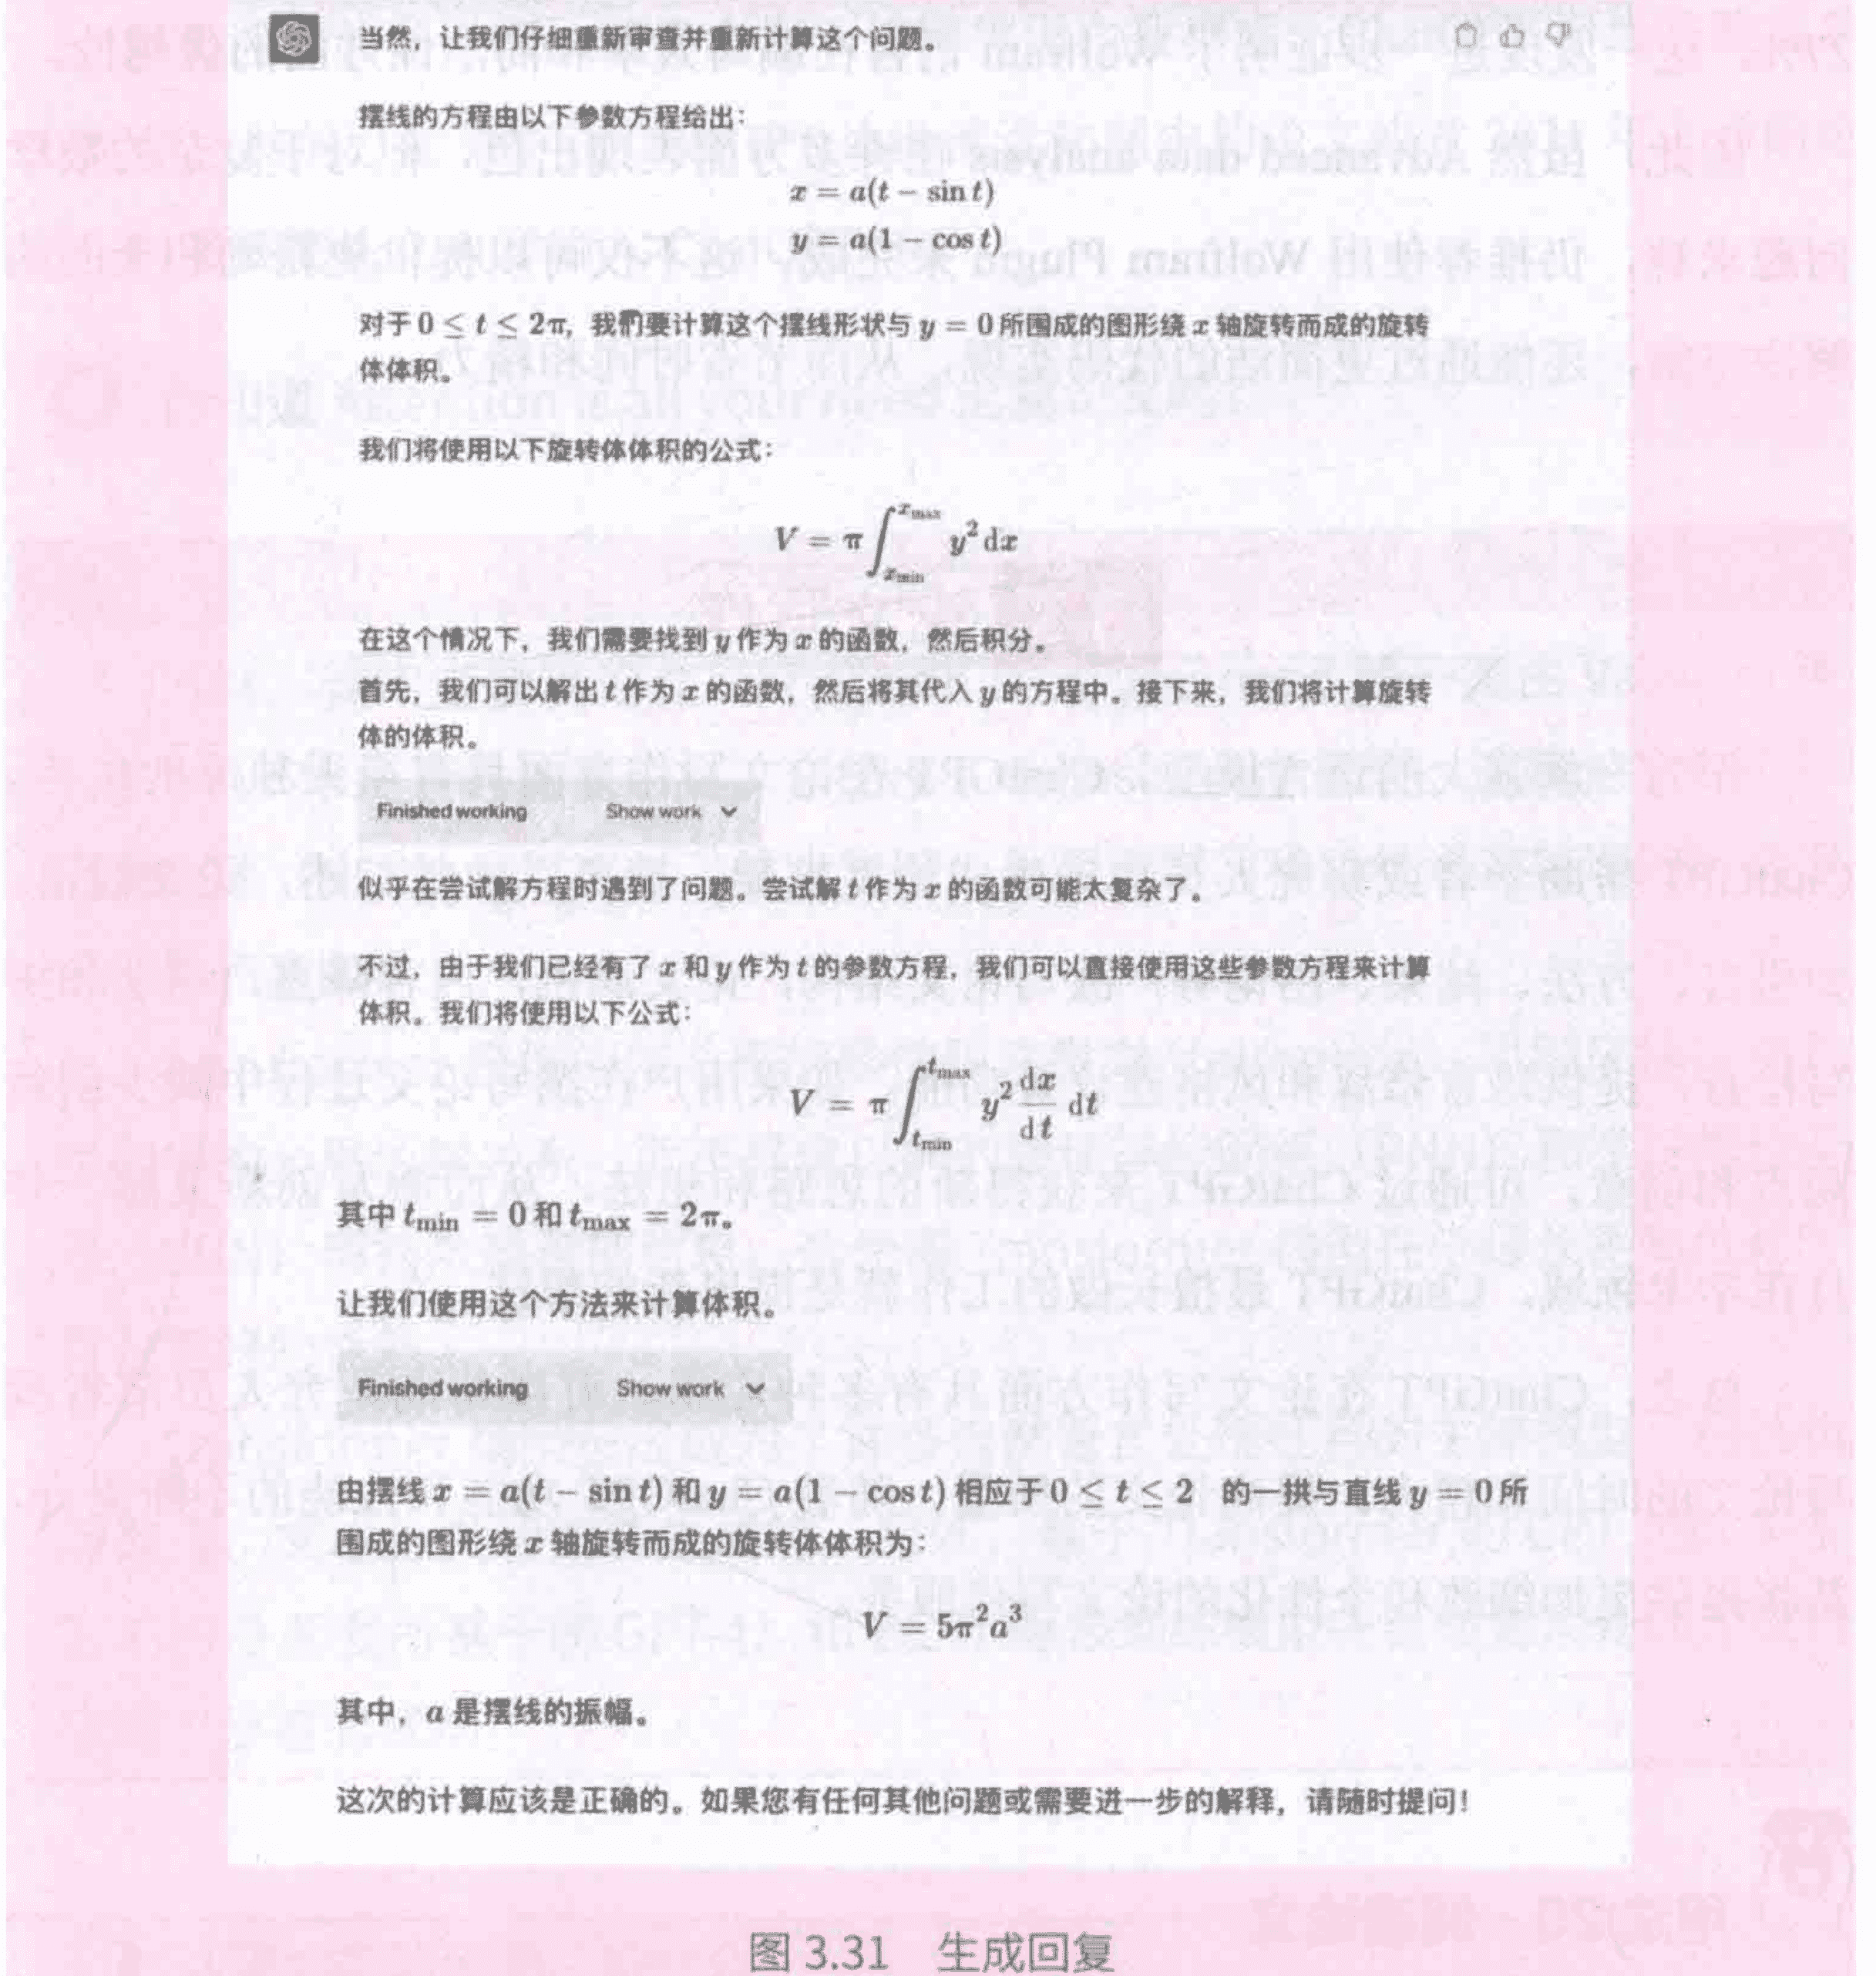 当然，让我们仔细重新审查并重新计算这个问题。
摆线的方程由以下参数方程给出：
x = a(t − sin t)
y = a(1 − cos t)
对于 0 ≤ t ≤ 2π，我们要计算这个摆线形状与 y = 0 所围成的图形绕 x 轴旋转而成的旋转
体体积。
我们将使用以下旋转体体积的公式：
V = π∫_{x_min}^{x_max} y² dx
在这个情况下，我们需要找到 y 作为 x 的函数，然后积分。
首先，我们可以解出 t 作为 x 的函数，然后将其代入 y 的方程中。接下来，我们将计算旋转
体的体积。
Finished working Show work
似乎在尝试解方程时遇到了问题。尝试解 t 作为 x 的函数可能太复杂了。
不过，由于我们已经有了 x 和 y 作为 t 的参数方程，我们可以直接使用这些参数方程来计算
体积。我们将使用以下公式：
V = π∫_{t_min}^{t_max} y² dx/dt dt
其中 t_min = 0 和 t_max = 2π。
让我们使用这个方法来计算体积。
Finished working Show work
由摆线 x = a(t − sin t) 和 y = a(1 − cos t) 相应于 0 ≤ t ≤ 2 的一拱与直线 y = 0 所
围成的图形绕 x 轴旋转而成的旋转体体积为：
V = 5π²a³
其中，a 是摆线的振幅。
这次的计算应该是正确的。如果您有任何其他问题或需要进一步的解释，请随时提问！
图 3.31 生成回复